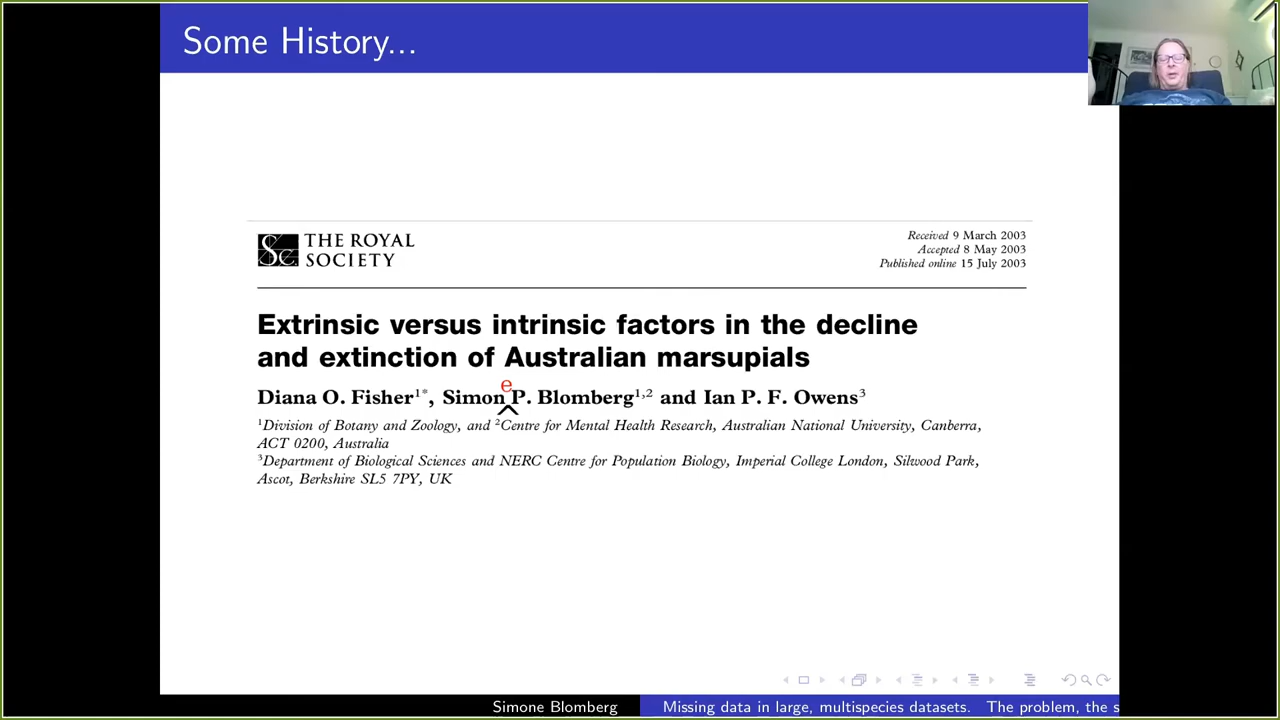 Some History...
THE ROYAL
SOCIETY
Received 9 March 2003
Accepted 8 May 2003
Published online 15 July 2003
Extrinsic versus intrinsic factors in the decline
and extinction of Australian marsupials
e
Diana O. Fisher1*, Simon P. Blomberg1,2 and Ian P. F. Owens3
^
1Division of Botany and Zoology, and 2Centre for Mental Health Research, Australian National University, Canberra,
ACT 0200, Australia
3Department of Biological Sciences and NERC Centre for Population Biology, Imperial College London, Silwood Park,
Ascot, Berkshire SL5 7PY, UK
Simone Blomberg
Missing data in large, multispecies datasets. The problem, the s